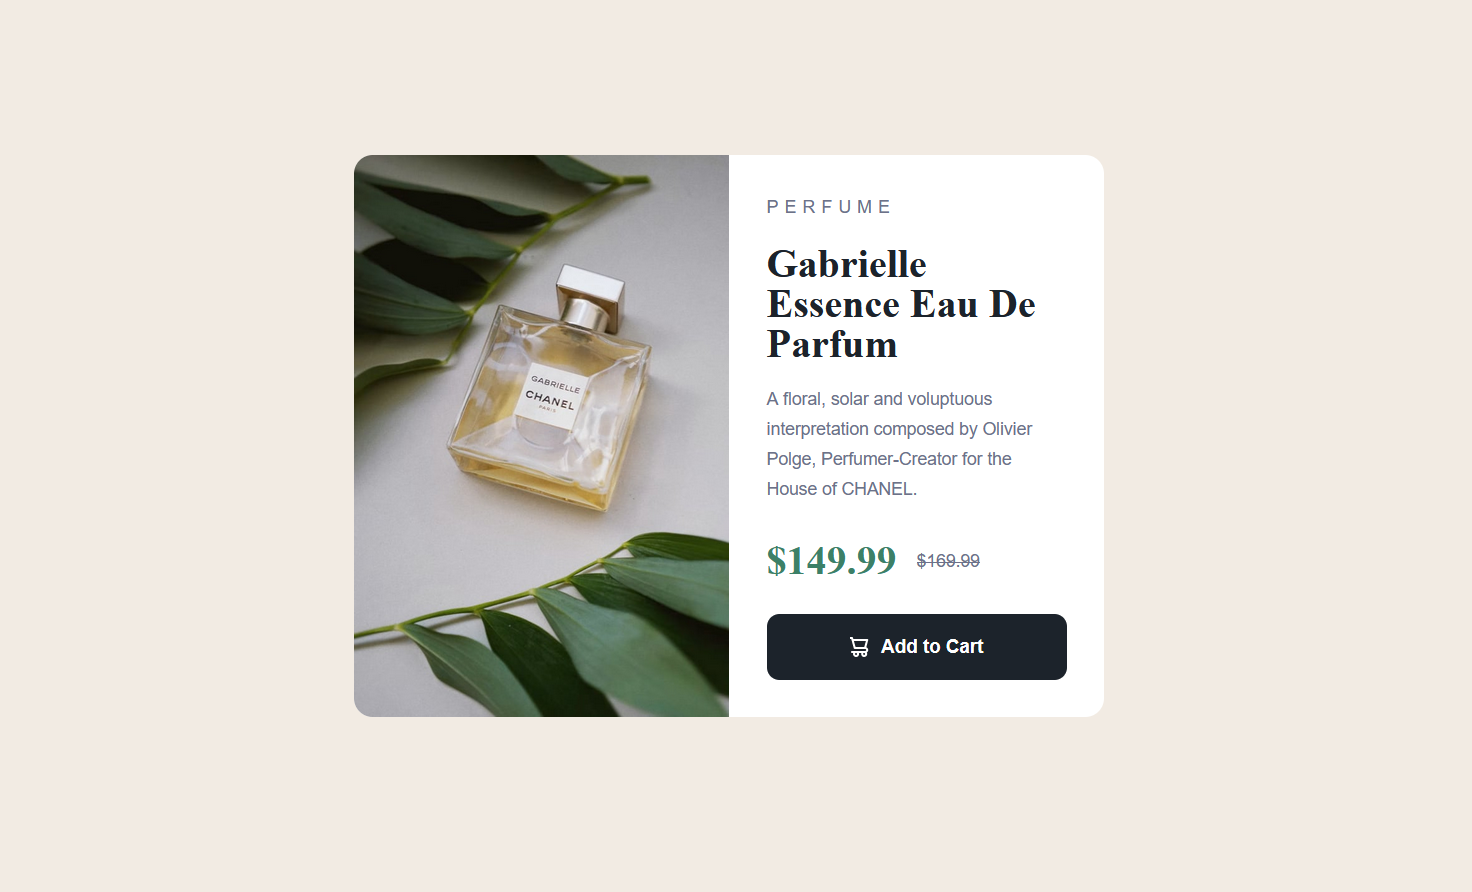 GABRIELLE
CHANEL
PARIS
PERFUME
Gabrielle
Essence Eau De
Parfum
A floral, solar and voluptuous
interpretation composed by Olivier
Polge, Perfumer-Creator for the
House of CHANEL.
$149.99 $169.99
Add to Cart